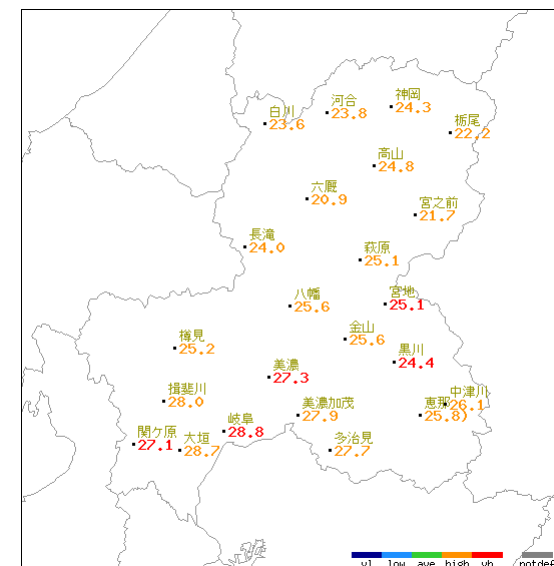 神岡
24.3
河合
23.8
白川
23.6
栃尾
22.2
高山
24.8
六厩
20.9
宮之前
21.7
長滝
24.0
萩原
25.1
宮地
25.1
八幡
25.6
金山
25.6
樽見
25.2
黒川
24.4
美濃
27.3
揖斐川
28.0
美濃加茂
27.9
恵那
25.8)
中津川
26.1
岐阜
28.8
関ケ原
27.1
大垣
28.7
多治見
27.7
vl low ave high vh notdef